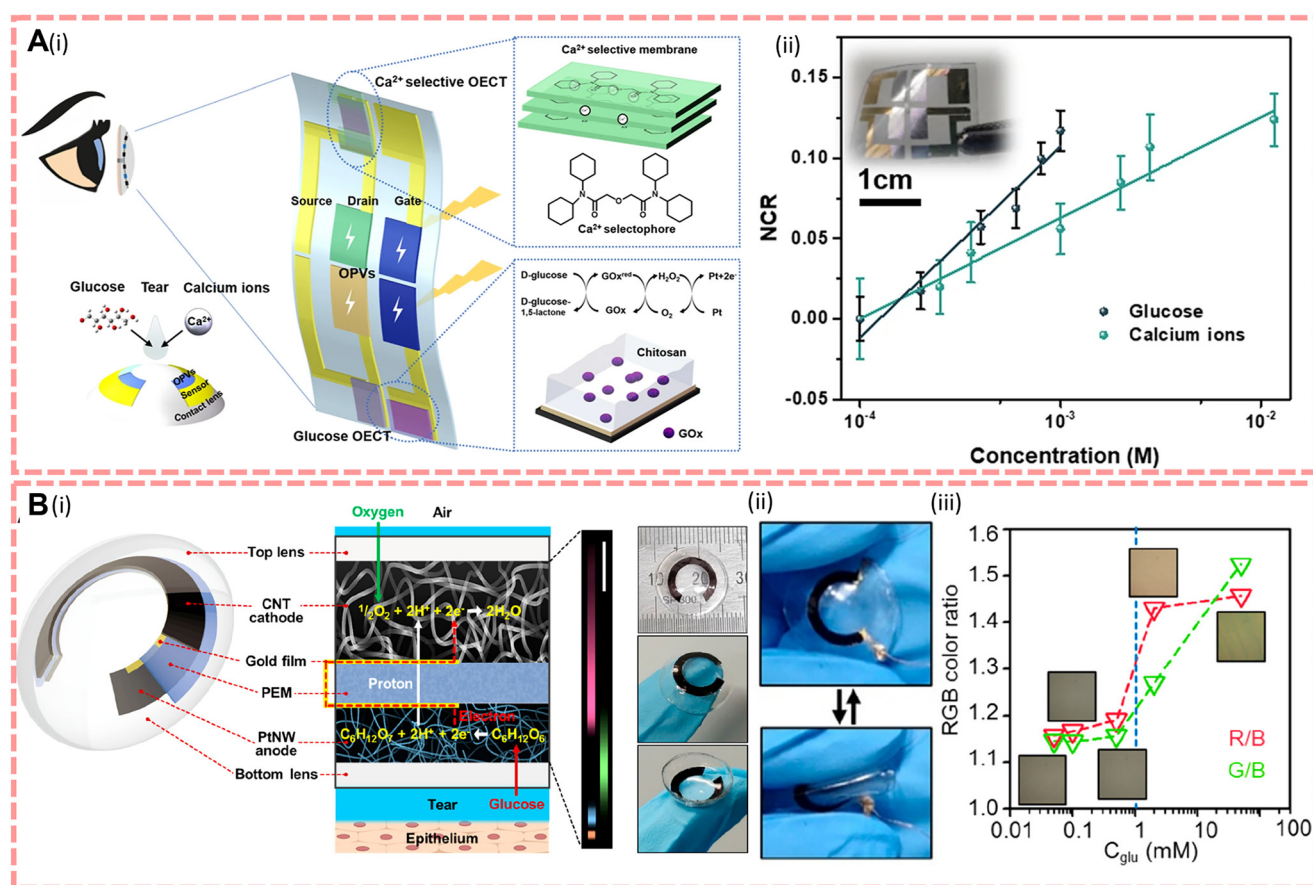 A(i)
Ca²⁺ selective OECT
Source Drain Gate
OPVs
Glucose Tear Calcium ions
Ca²⁺
OPVs
Sensor
Contact lens
Glucose OECT
Ca²⁺ selective membrane
Ca²⁺ selectophore
D-glucose GOxʳᵉᵈ H₂O₂ Pt+2e⁻
D-glucose-
1,5-lactone GOx O₂ Pt
Chitosan
GOx
(ii)
NCR
0.15
0.10
0.05
0.00
-0.05
1cm
Glucose
Calcium ions
10⁻⁴ 10⁻³ 10⁻²
Concentration (M)
B(i)
Top lens
CNT
cathode
Gold film
PEM
PtNW
anode
Bottom lens
Oxygen Air
½O₂ + 2H⁺ + 2e⁻ 2H₂O
Proton
Electron
C₆H₁₂O₇ + 2H⁺ + 2e⁻ C₆H₁₂O₆
Tear Glucose
Epithelium
10 20 30
(ii)
(iii)
RGB color ratio
1.6
1.5
1.4
1.3
1.2
1.1
1.0
R/B
G/B
0.01 0.1 1 10 100
C_glu (mM)